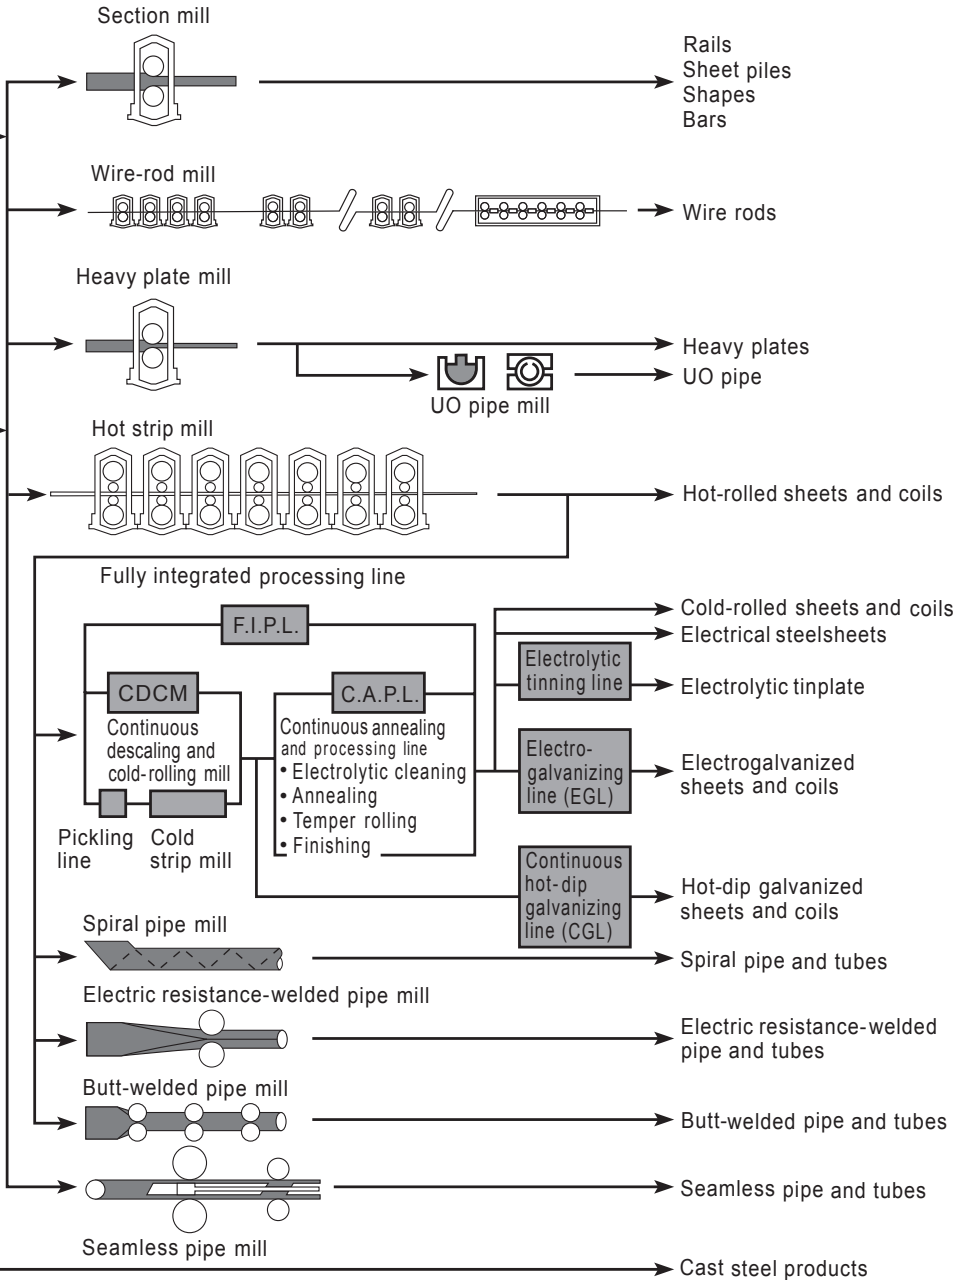 Section mill
Rails
Sheet piles
Shapes
Bars
Wire-rod mill
Wire rods
Heavy plate mill
Heavy plates
UO pipe
UO pipe mill
Hot strip mill
Hot-rolled sheets and coils
Fully integrated processing line
F.I.P.L.
Cold-rolled sheets and coils
Electrical steelsheets
CDCM
Continuous
descaling and
cold-rolling mill
Pickling
line
Cold
strip mill
C.A.P.L.
Continuous annealing
and processing line
• Electrolytic cleaning
• Annealing
• Temper rolling
• Finishing
Electrolytic
tinning line
Electrolytic tinplate
Electro-
galvanizing
line (EGL)
Electrogalvanized
sheets and coils
Continuous
hot-dip
galvanizing
line (CGL)
Hot-dip galvanized
sheets and coils
Spiral pipe mill
Spiral pipe and tubes
Electric resistance-welded pipe mill
Electric resistance-welded
pipe and tubes
Butt-welded pipe mill
Butt-welded pipe and tubes
Seamless pipe and tubes
Seamless pipe mill
Cast steel products